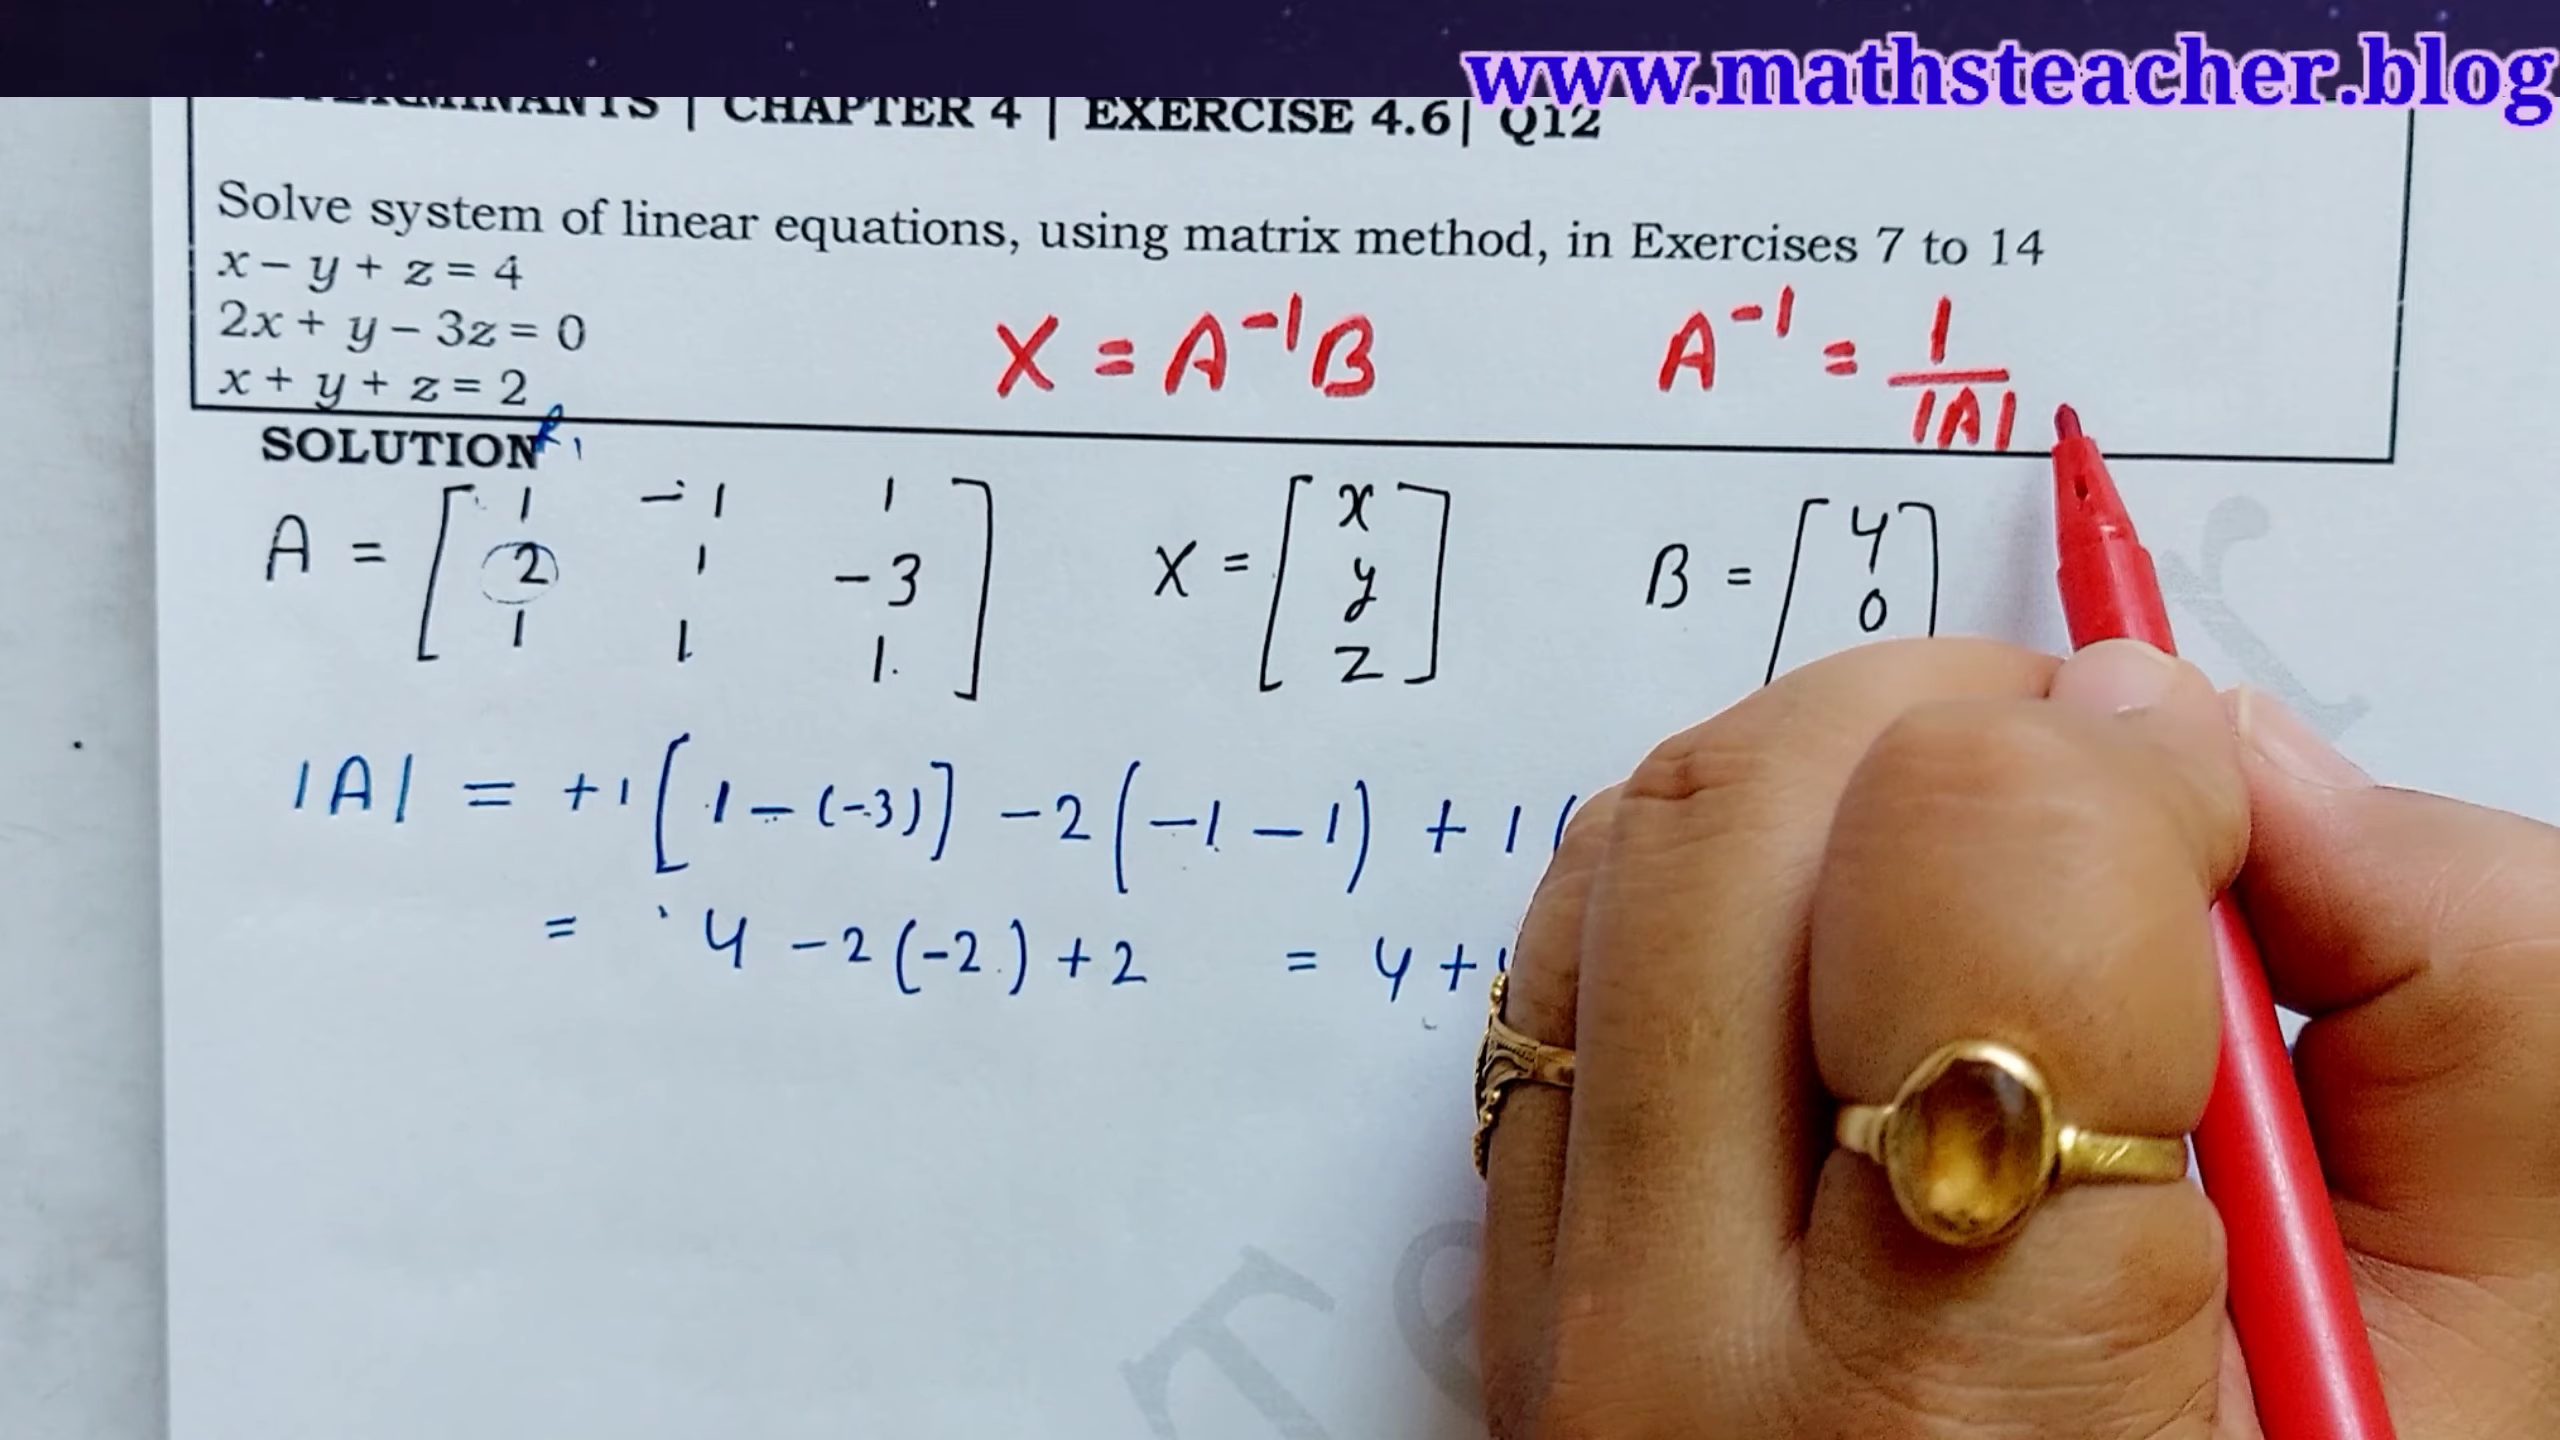 www.mathsteacher.blog
| CHAPTER 4 | EXERCISE 4.6| Q12
Solve system of linear equations, using matrix method, in Exercises 7 to 14
x − y + z = 4
2x + y − 3z = 0
x + y + z = 2
X = A⁻¹B
A⁻¹ = 1/|A|
SOLUTION R1
A = [1 −1 1
2 1 −3
1 1 1]
X = [x
y
z]
B = [4
0
|A| = +1[1 − (−3)] − 2(−1 − 1) + 1(
= 4 − 2(−2) + 2 = 4 +